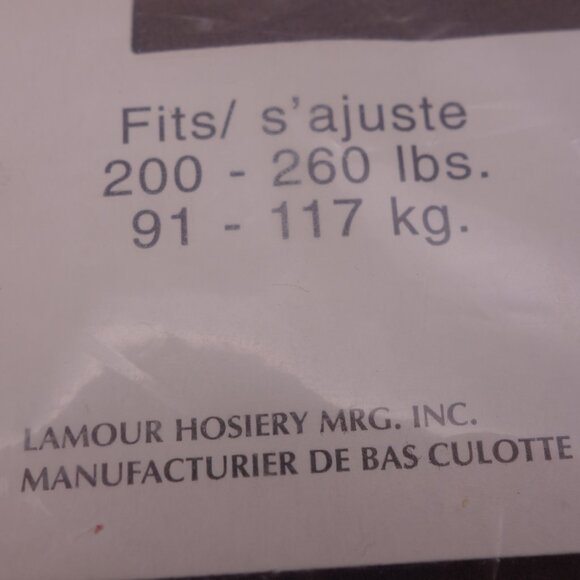 Fits/ s'ajuste
200 - 260 lbs.
91 - 117 kg.
LAMOUR HOSIERY MRG. INC.
MANUFACTURIER DE BAS CULOTTE